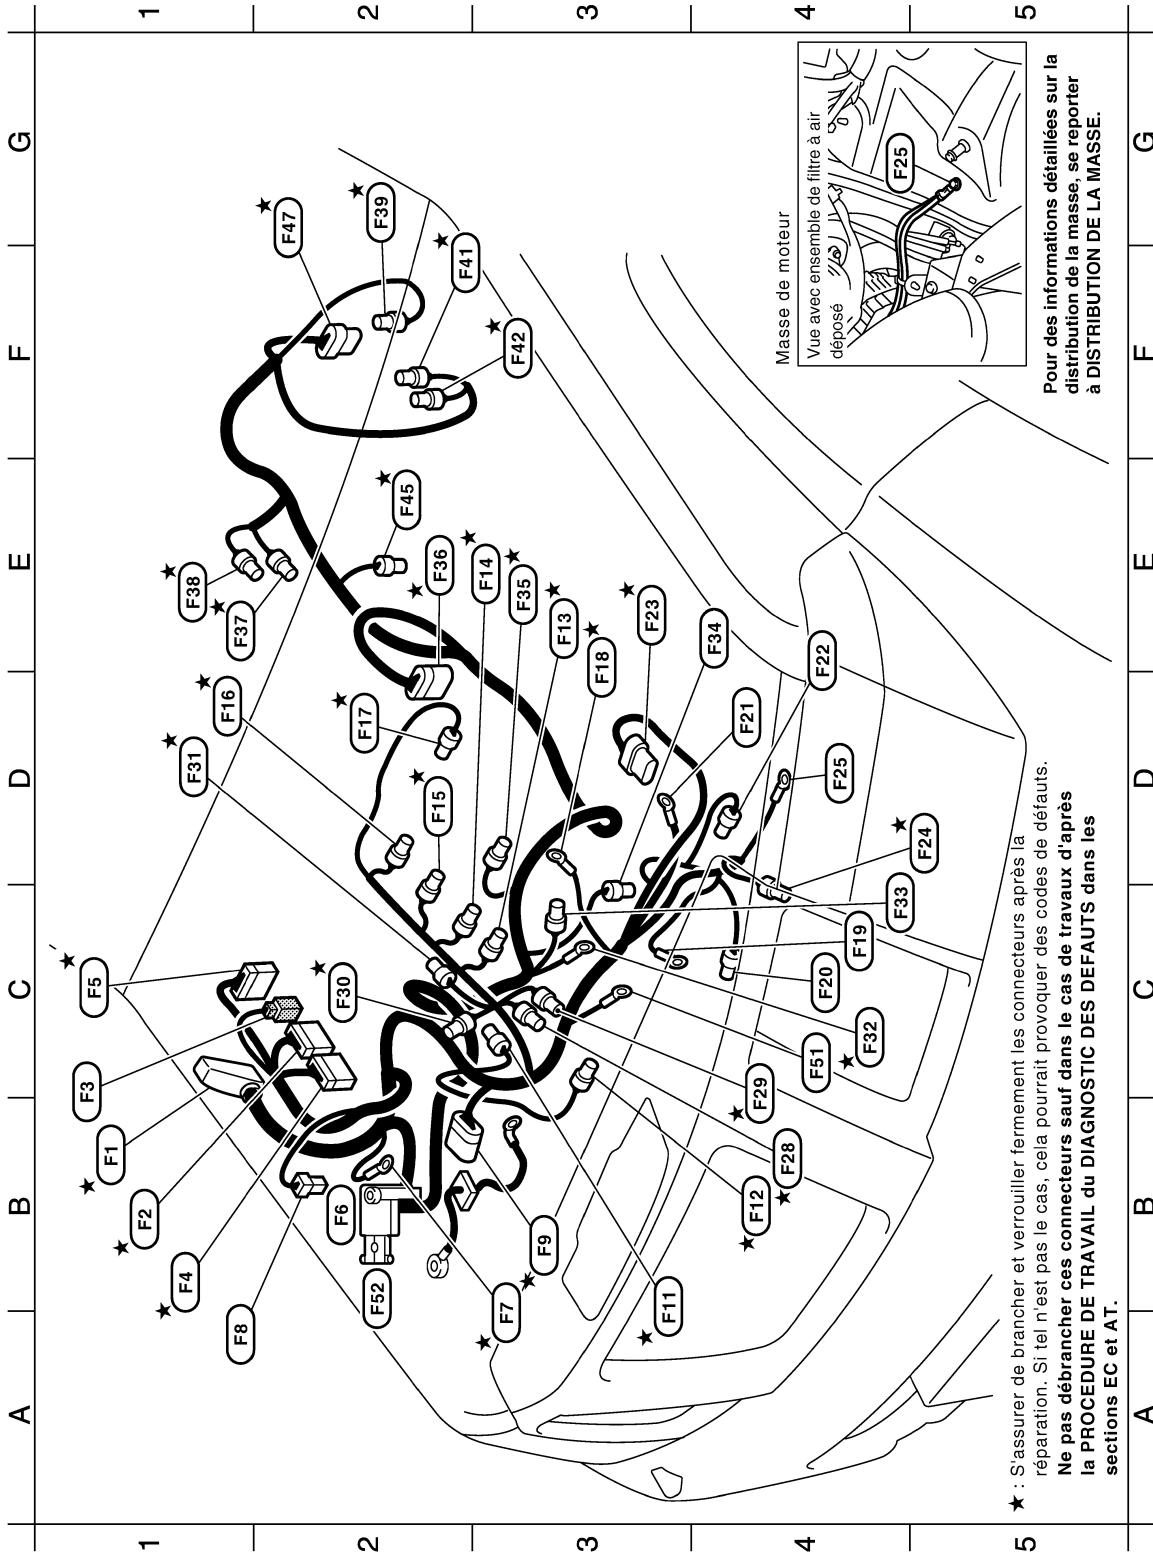 1
2
3
4
5
G
F
E
D
C
B
A
F47
F39
F41
F42
F38
F37
F45
F36
F14
F35
F13
F18
F23
F34
F22
F16
F31
F17
F15
F21
F25
F24
F33
F19
F20
F5
F30
F3
F1
F2
F4
F8
F6
F52
F7
F9
F11
F12
F28
F29
F51
F32
Masse de moteur
Vue avec ensemble de filtre à air
déposé
F25
Pour des informations détaillées sur la
distribution de la masse, se reporter
à DISTRIBUTION DE LA MASSE.
★ : S'assurer de brancher et verrouiller fermement les connecteurs après la
réparation. Si tel n'est pas le cas, cela pourrait provoquer des codes de défauts.
Ne pas débrancher ces connecteurs sauf dans le cas de travaux d'après
la PROCEDURE DE TRAVAIL du DIAGNOSTIC DES DEFAUTS dans les
sections EC et AT.
G
F
E
D
C
B
A
1
2
3
4
5